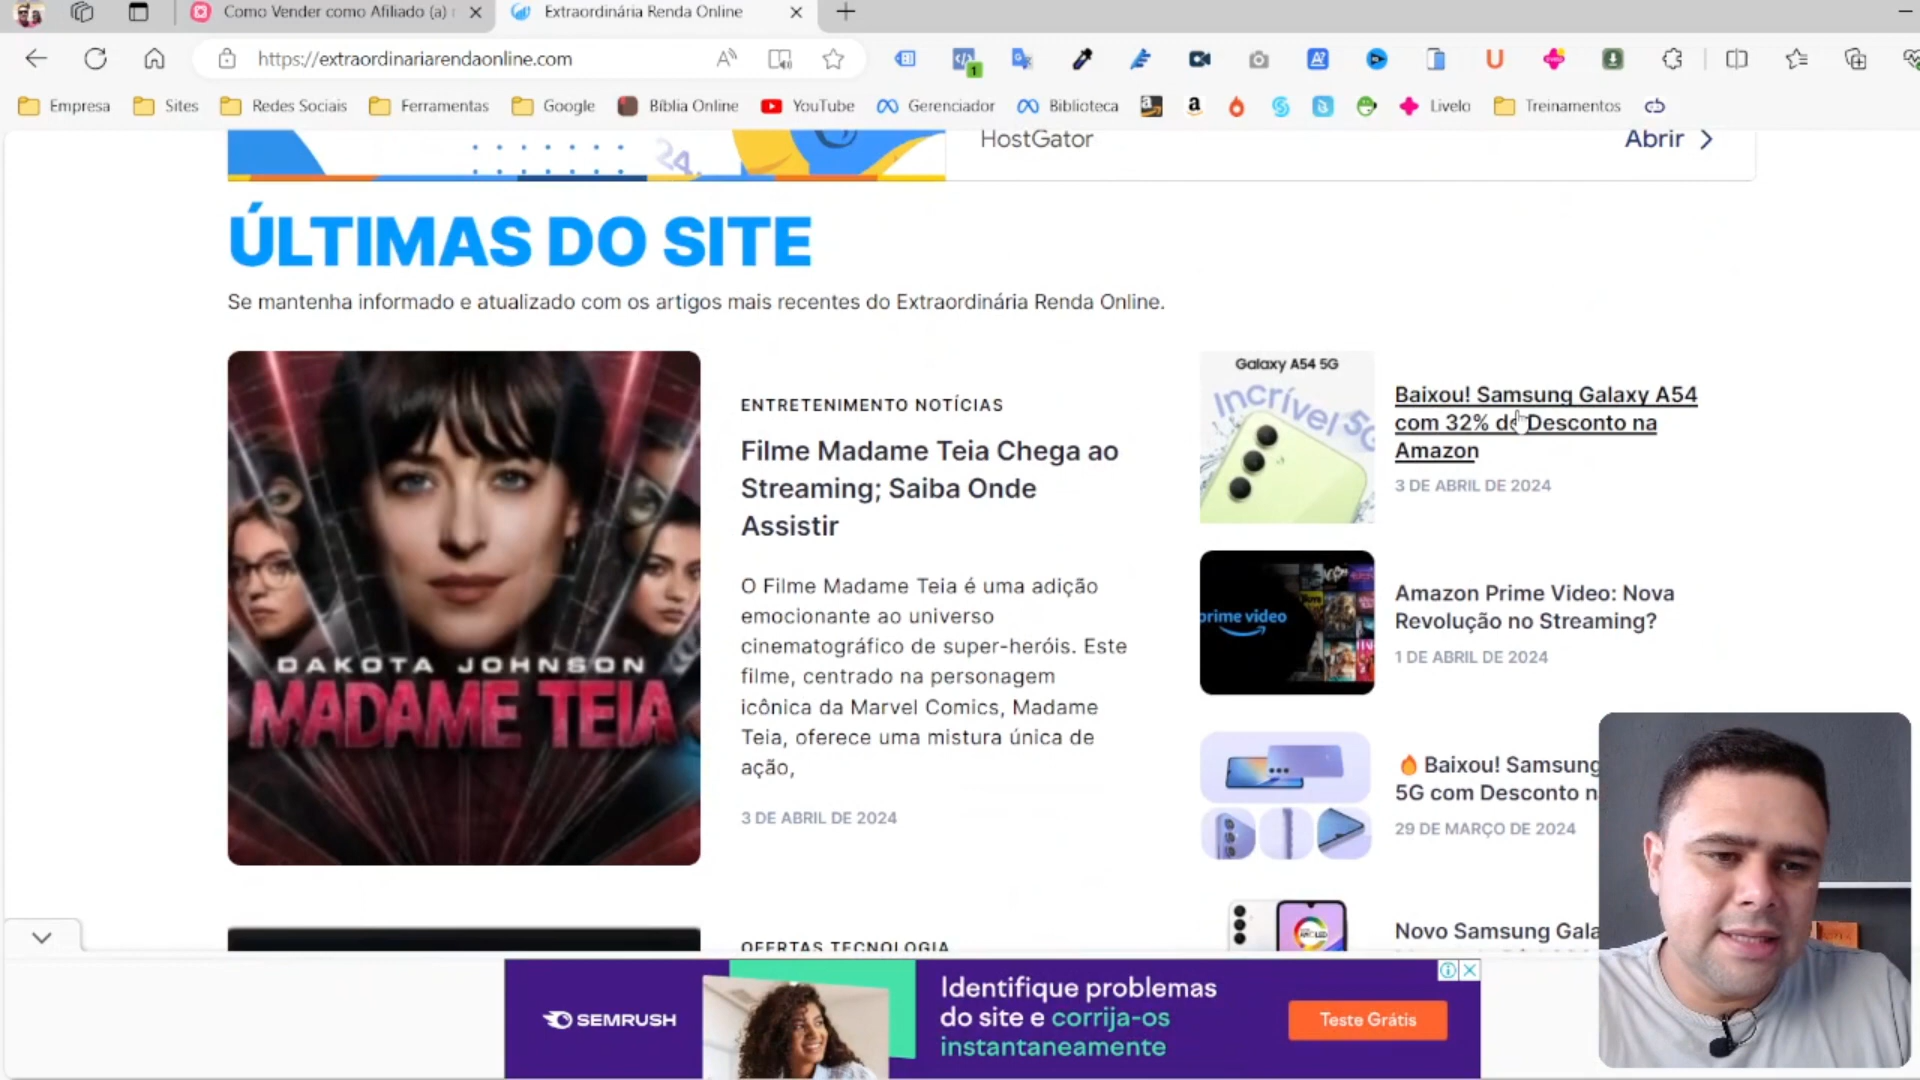 Como Vender como Afiliado (a)
Extraordinária Renda Online
https://extraordinariarendaonline.com
Empresa
Sites
Redes Sociais
Ferramentas
Google
Bíblia Online
YouTube
Gerenciador
Biblioteca
Livelo
Treinamentos
24.
HostGator
Abrir
ÚLTIMAS DO SITE
Se mantenha informado e atualizado com os artigos mais recentes do Extraordinária Renda Online.
DAKOTA JOHNSON
MADAME TEIA
ENTRETENIMENTO NOTÍCIAS
Filme Madame Teia Chega ao
Streaming; Saiba Onde
Assistir
O Filme Madame Teia é uma adição
emocionante ao universo
cinematográfico de super-heróis. Este
filme, centrado na personagem
icônica da Marvel Comics, Madame
Teia, oferece uma mistura única de
ação,
3 DE ABRIL DE 2024
Galaxy A54 5G
Incrível 5G
Baixou! Samsung Galaxy A54
com 32% de Desconto na
Amazon
3 DE ABRIL DE 2024
prime video
Amazon Prime Video: Nova
Revolução no Streaming?
1 DE ABRIL DE 2024
Baixou! Samsung
5G com Desconto n
29 DE MARÇO DE 2024
Novo Samsung Gala
OFERTAS TECNOLOGIA
SEMRUSH
Identifique problemas
do site e corrija-os
instantaneamente
Teste Grátis